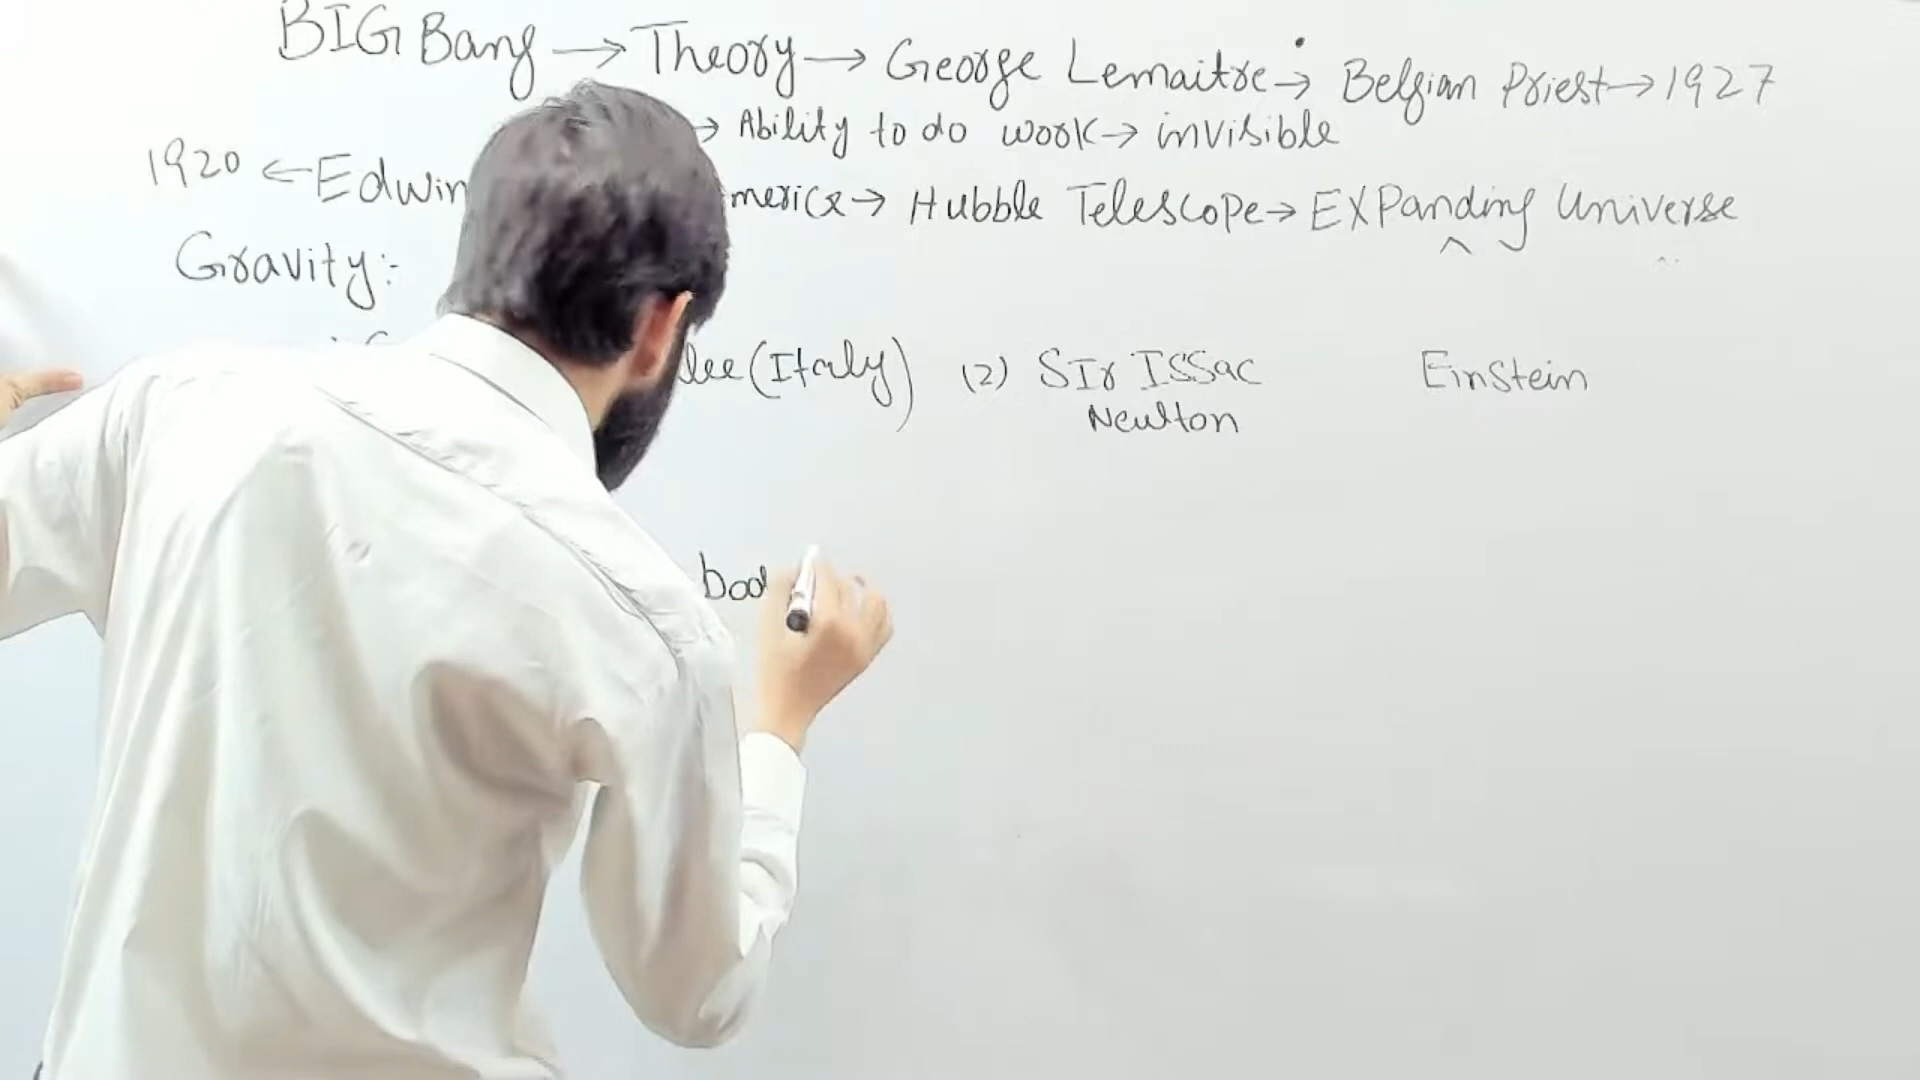 BIG Bang → Theory → George Lemaitre → Belgian Priest → 1927
→ Ability to do work → invisible
1920 ← Edwin merica → Hubble Telescope → EXPanding Universe
Gravity:-
lee (Italy) (2) SIr ISSac Einstein
Newton
boo